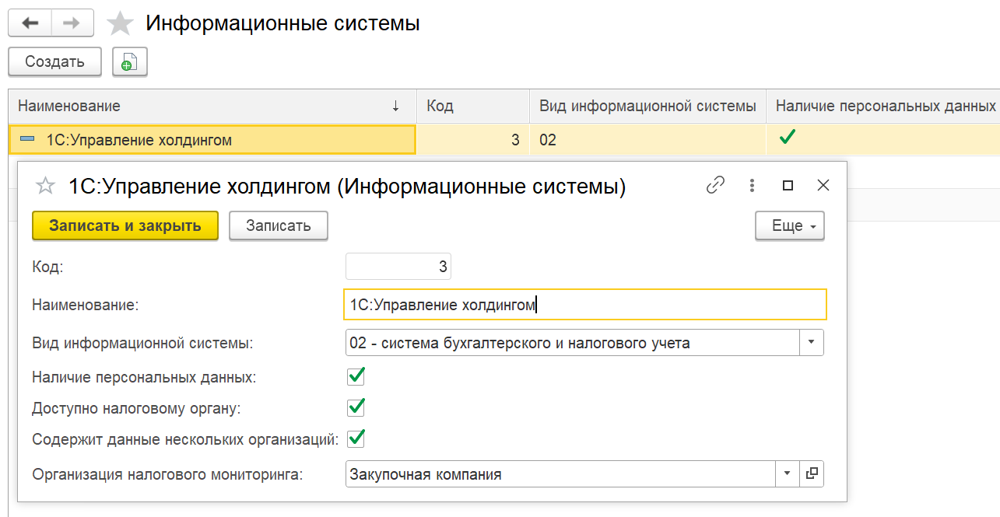 Информационные системы
Создать
Наименование ↓ Код Вид информационной системы Наличие персональных данных
1С:Управление холдингом 3 02
1С:Управление холдингом (Информационные системы)
Записать и закрыть Записать Еще
Код: 3
Наименование: 1С:Управление холдингом
Вид информационной системы: 02 - система бухгалтерского и налогового учета
Наличие персональных данных:
Доступно налоговому органу:
Содержит данные нескольких организаций:
Организация налогового мониторинга: Закупочная компания